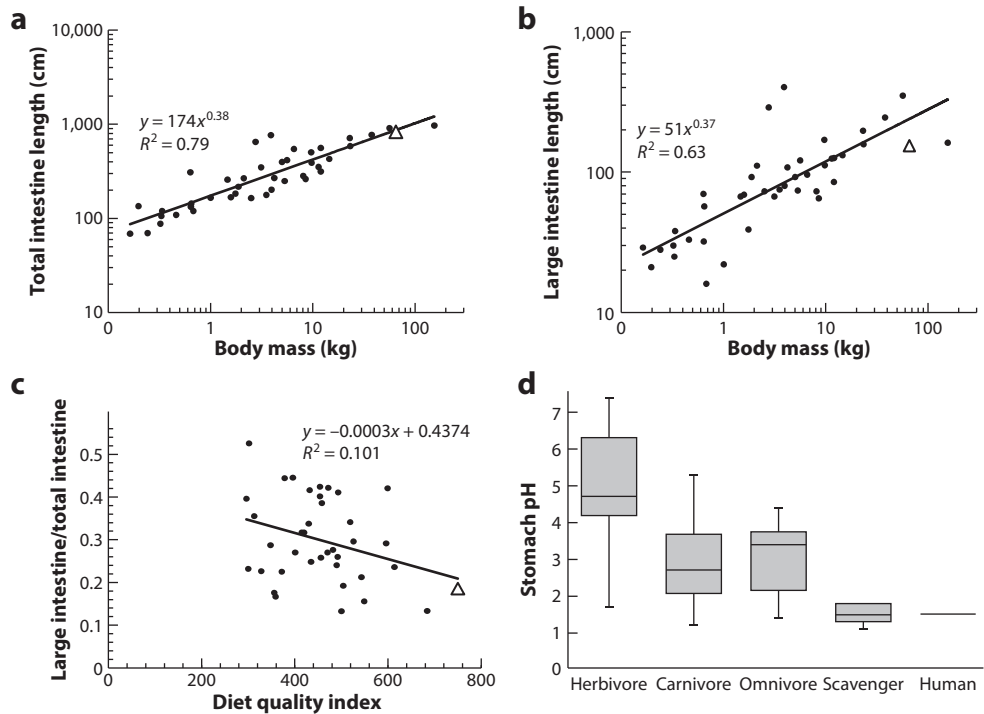 a
10,000
1,000
100
10
Total intestine length (cm)
y = 174x^0.38
R² = 0.79
0 1 10 100
Body mass (kg)
b
1,000
100
10
Large intestine length (cm)
y = 51x^0.37
R² = 0.63
0 1 10 100
Body mass (kg)
c
0.5
0.4
0.3
0.2
0.1
0
Large intestine/total intestine
y = –0.0003x + 0.4374
R² = 0.101
0 200 400 600 800
Diet quality index
d
7
6
5
4
3
2
1
0
Stomach pH
Herbivore Carnivore Omnivore Scavenger Human